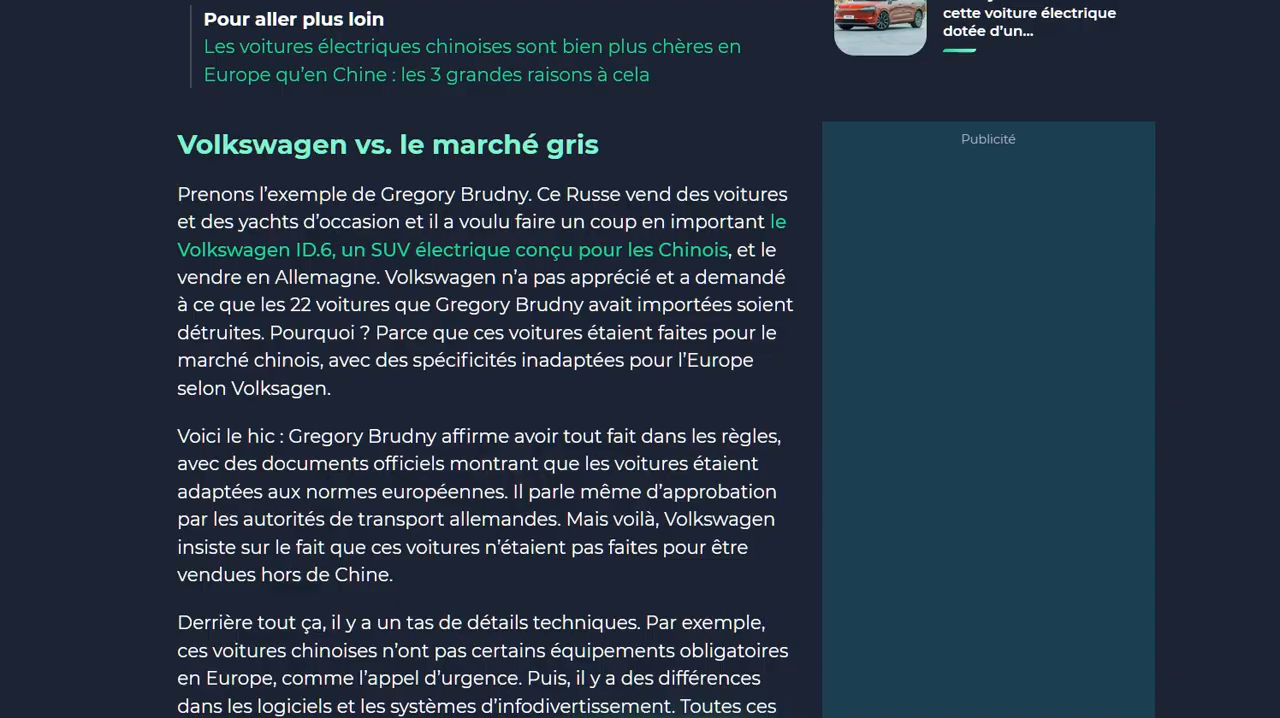 Pour aller plus loin
Les voitures électriques chinoises sont bien plus chères en
Europe qu'en Chine : les 3 grandes raisons à cela
cette voiture électrique
dotée d'un...
Volkswagen vs. le marché gris
Prenons l'exemple de Gregory Brudny. Ce Russe vend des voitures
et des yachts d'occasion et il a voulu faire un coup en important le
Volkswagen ID.6, un SUV électrique conçu pour les Chinois, et le
vendre en Allemagne. Volkswagen n'a pas apprécié et a demandé
à ce que les 22 voitures que Gregory Brudny avait importées soient
détruites. Pourquoi ? Parce que ces voitures étaient faites pour le
marché chinois, avec des spécificités inadaptées pour l'Europe
selon Volksagen.
Voici le hic : Gregory Brudny affirme avoir tout fait dans les règles,
avec des documents officiels montrant que les voitures étaient
adaptées aux normes européennes. Il parle même d'approbation
par les autorités de transport allemandes. Mais voilà, Volkswagen
insiste sur le fait que ces voitures n'étaient pas faites pour être
vendues hors de Chine.
Derrière tout ça, il y a un tas de détails techniques. Par exemple,
ces voitures chinoises n'ont pas certains équipements obligatoires
en Europe, comme l'appel d'urgence. Puis, il y a des différences
dans les logiciels et les systèmes d'infodivertissement. Toutes ces
Publicité